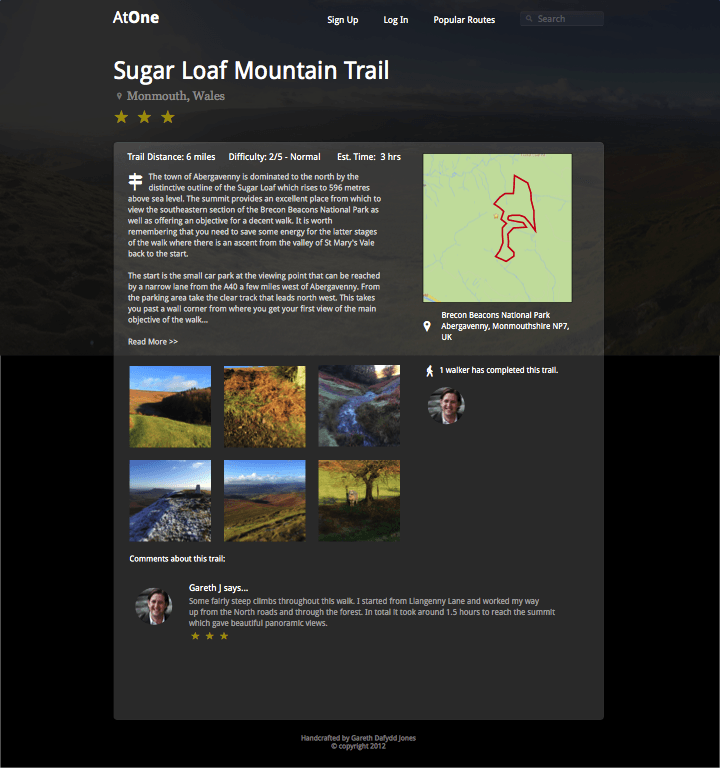 AtOne
Sign Up
Log In
Popular Routes
Search
Sugar Loaf Mountain Trail
Monmouth, Wales
Trail Distance: 6 miles
Difficulty: 2/5 - Normal
Est. Time: 3 hrs
The town of Abergavenny is dominated to the north by the
distinctive outline of the Sugar Loaf which rises to 596 metres
above sea level. The summit provides an excellent place from which to
view the southeastern section of the Brecon Beacons National Park as
well as offering an objective for a decent walk. It is worth
remembering that you need to save some energy for the latter stages
of the walk where there is an ascent from the valley of St Mary's Vale
back to the start.
The start is the small car park at the viewing point that can be reached
by a narrow lane from the A40 a few miles west of Abergavenny. From
the parking area take the clear track that leads north west. This takes
you past a wall corner from where you get your first view of the main
objective of the walk...
Read More >>
Brecon Beacons National Park
Abergavenny, Monmouthshire NP7,
UK
1 walker has completed this trail.
Comments about this trail:
Gareth J says...
Some fairly steep climbs throughout this walk. I started from Llangenny Lane and worked my way
up from the North roads and through the forest. In total it took around 1.5 hours to reach the summit
which gave beautiful panoramic views.
Handcrafted by Gareth Dafydd Jones
© copyright 2012